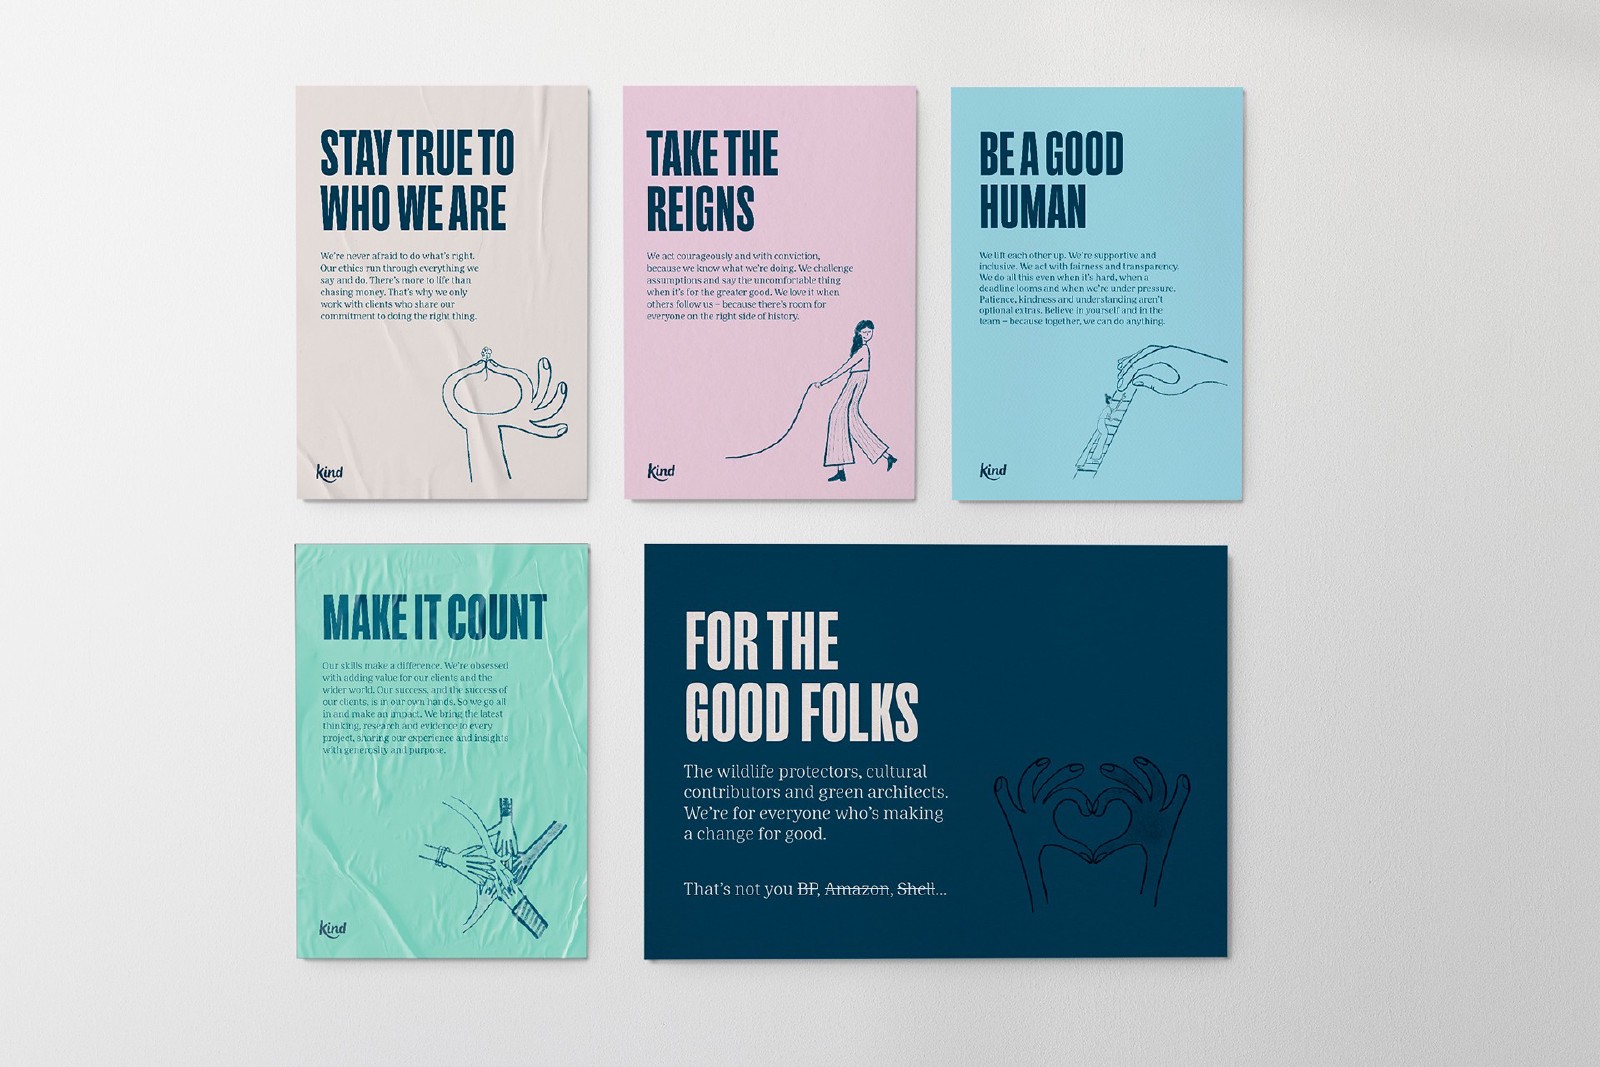 STAY TRUE TO
WHO WE ARE
We're never afraid to do what's right.
Our ethics run through everything we
say and do. There's more to life than
chasing money. That's why we only
work with clients who share our
commitment to doing the right thing.
kind
TAKE THE
REIGNS
We act courageously and with conviction,
because we know what we're doing. We challenge
assumptions and say the uncomfortable thing
when it's for the greater good. We love it when
others follow us – because there's room for
everyone on the right side of history.
kind
BE A GOOD
HUMAN
We lift each other up. We're supportive and
inclusive. We act with fairness and transparency.
We do all this even when it's hard, when a
deadline looms and when we're under pressure.
Patience, kindness and understanding aren't
optional extras. Believe in yourself and in the
team – because together, we can do anything.
kind
MAKE IT COUNT
Our skills make a difference. We're obsessed
with adding value for our clients and the
wider world. Our success, and the success of
our clients, is in our own hands. So we go all
in and make an impact. We bring the latest
thinking, research and evidence to every
project, sharing our experience and insights
with generosity and purpose.
kind
FOR THE
GOOD FOLKS
The wildlife protectors, cultural
contributors and green architects.
We're for everyone who's making
a change for good.
That's not you BP, Amazon, Shell...